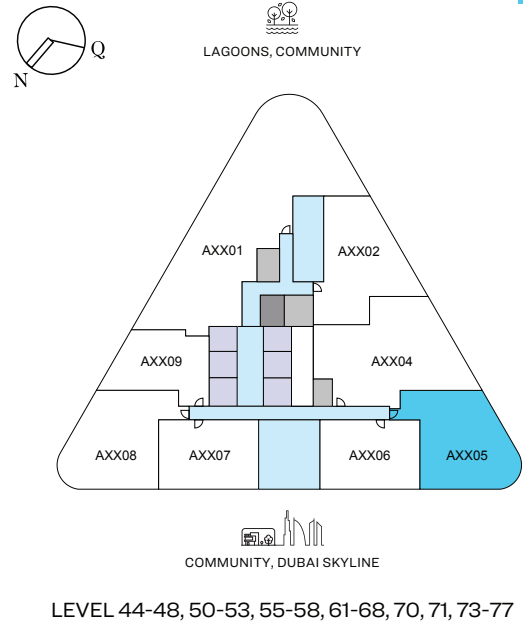 Q
N
LAGOONS, COMMUNITY
AXX01
AXX02
AXX09
AXX04
AXX08
AXX07
AXX06
AXX05
COMMUNITY, DUBAI SKYLINE
LEVEL 44-48, 50-53, 55-58, 61-68, 70, 71, 73-77